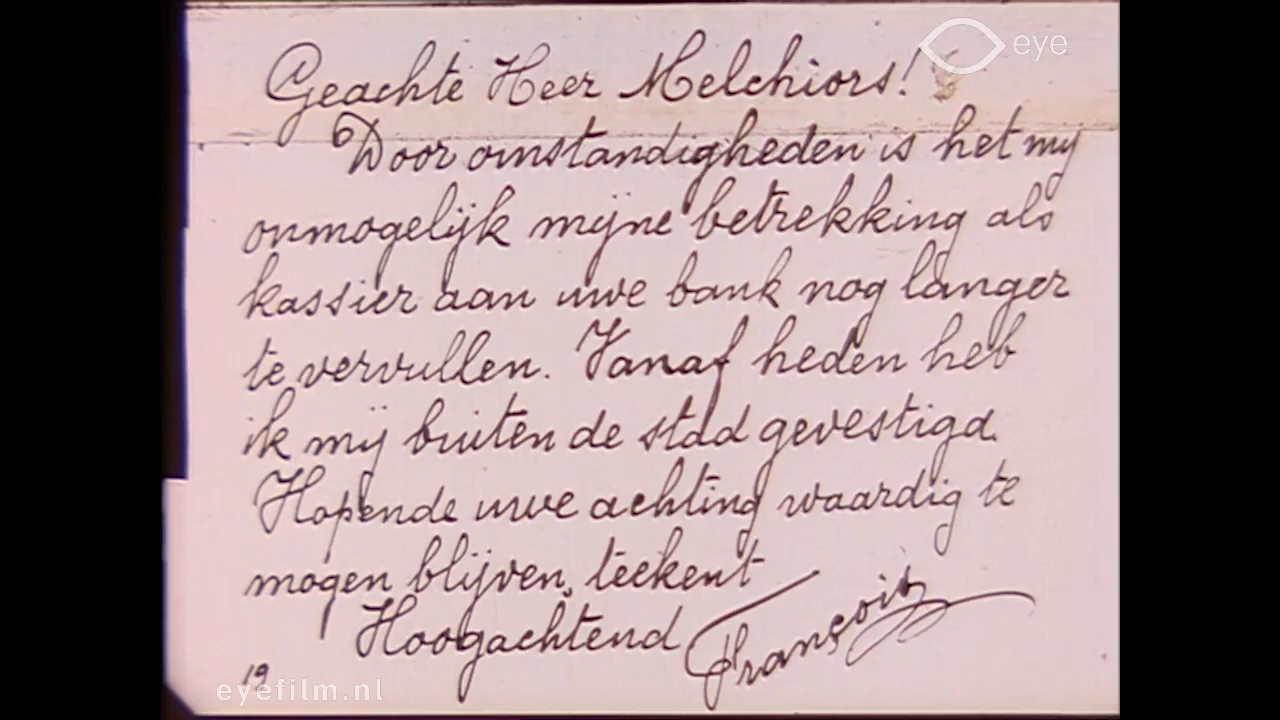 eye
Geachte Heer Melchiors!
Door omstandigheden is het mij
onmogelijk mijne betrekking als
kassier aan uwe bank nog langer
te vervullen. Vanaf heden heb
ik mij buiten de stad gevestigd.
Hopende uwe achting waardig te
mogen blijven, teekent
Hoogachtend
François
19
eyefilm.nl